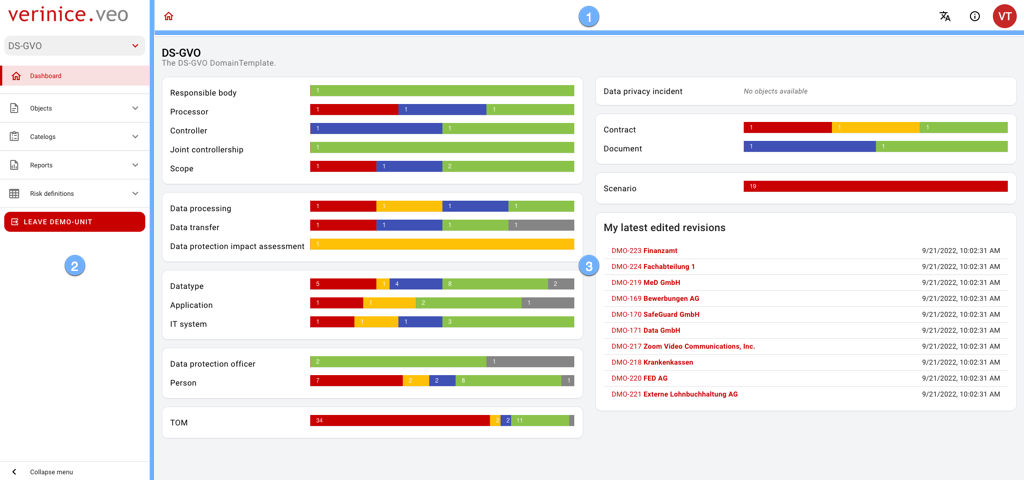 verinice.veo
1
VT
DS-GVO
Dashboard
Objects
Catelogs
Reports
Risk definitions
LEAVE DEMO-UNIT
2
Collapse menu
DS-GVO
The DS-GVO DomainTemplate.
Responsible body 1
Processor 1 1 1
Controller 1 1
Joint controllership 1
Scope 1 1 2
Data processing 1 1 1 1
Data transfer 1 1 1 1
Data protection impact assessment 1
Datatype 5 1 4 8 2
Application 1 1 2 1
IT system 1 1 1 3
Data protection officer 2 1
Person 7 2 2 8 1
TOM 34 2 2 11
3
Data privacy incident No objects available
Contract 1 1 1
Document 1 1
Scenario 19
My latest edited revisions
DMO-223 Finanzamt 9/21/2022, 10:02:31 AM
DMO-224 Fachabteilung 1 9/21/2022, 10:02:31 AM
DMO-219 MeD GmbH 9/21/2022, 10:02:31 AM
DMO-169 Bewerbungen AG 9/21/2022, 10:02:31 AM
DMO-170 SafeGuard GmbH 9/21/2022, 10:02:31 AM
DMO-171 Data GmbH 9/21/2022, 10:02:31 AM
DMO-217 Zoom Video Communications, Inc. 9/21/2022, 10:02:31 AM
DMO-218 Krankenkassen 9/21/2022, 10:02:31 AM
DMO-220 FED AG 9/21/2022, 10:02:31 AM
DMO-221 Externe Lohnbuchhaltung AG 9/21/2022, 10:02:31 AM